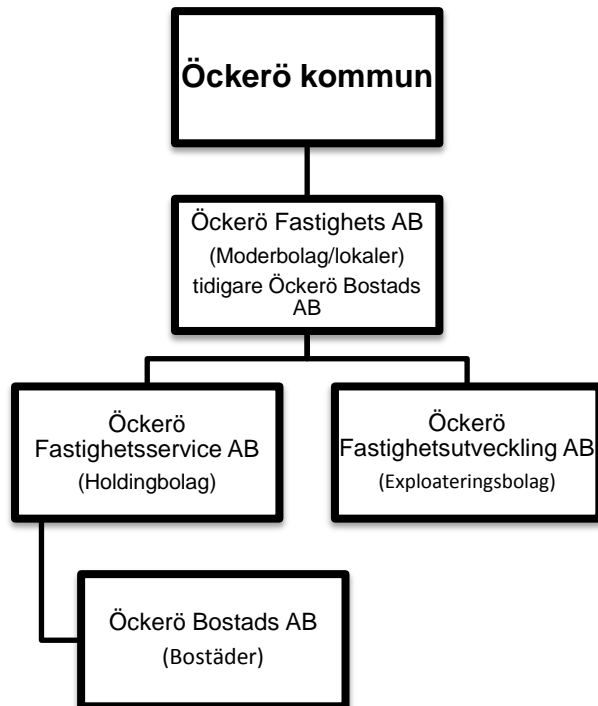 Öckerö kommun
Öckerö Fastighets AB
(Moderbolag/lokaler)
tidigare Öckerö Bostads
AB
Öckerö
Fastighetsservice AB
(Holdingbolag)
Öckerö
Fastighetsutveckling AB
(Exploateringsbolag)
Öckerö Bostads AB
(Bostäder)